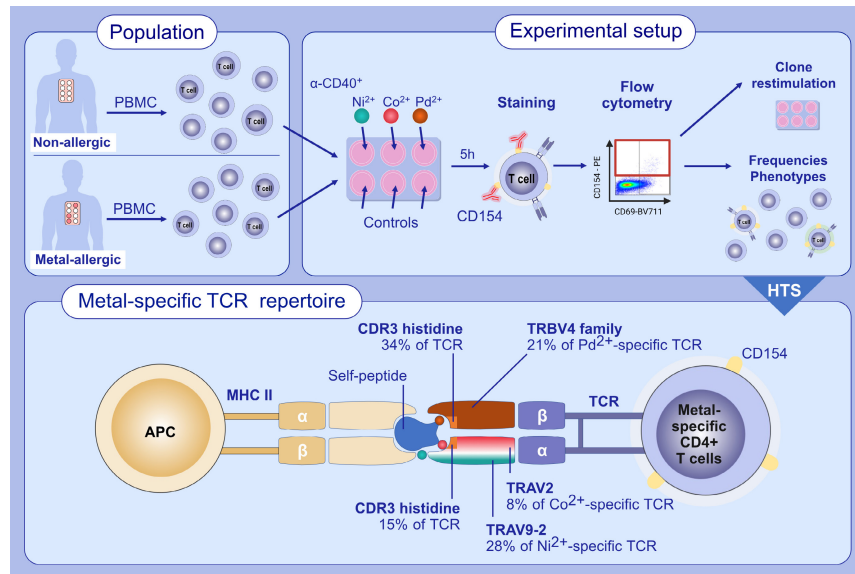 Population
T cell
T cell
PBMC
T cell
Non-allergic
T cell
PBMC
T cell
T cell
Metal-allergic
Experimental setup
α-CD40⁺
Ni²⁺ Co²⁺ Pd²⁺
Controls
5h
Staining
T cell
CD154
Flow
cytometry
CD154 - PE
CD69-BV711
Clone
restimulation
Frequencies
Phenotypes
T cell
T cell
HTS
Metal-specific TCR repertoire
CDR3 histidine
34% of TCR
TRBV4 family
21% of Pd²⁺-specific TCR
CD154
Self-peptide
MHC II
TCR
α
β
APC
β
α
Metal-
specific
CD4+
T cells
CDR3 histidine
15% of TCR
TRAV2
8% of Co²⁺-specific TCR
TRAV9-2
28% of Ni²⁺-specific TCR